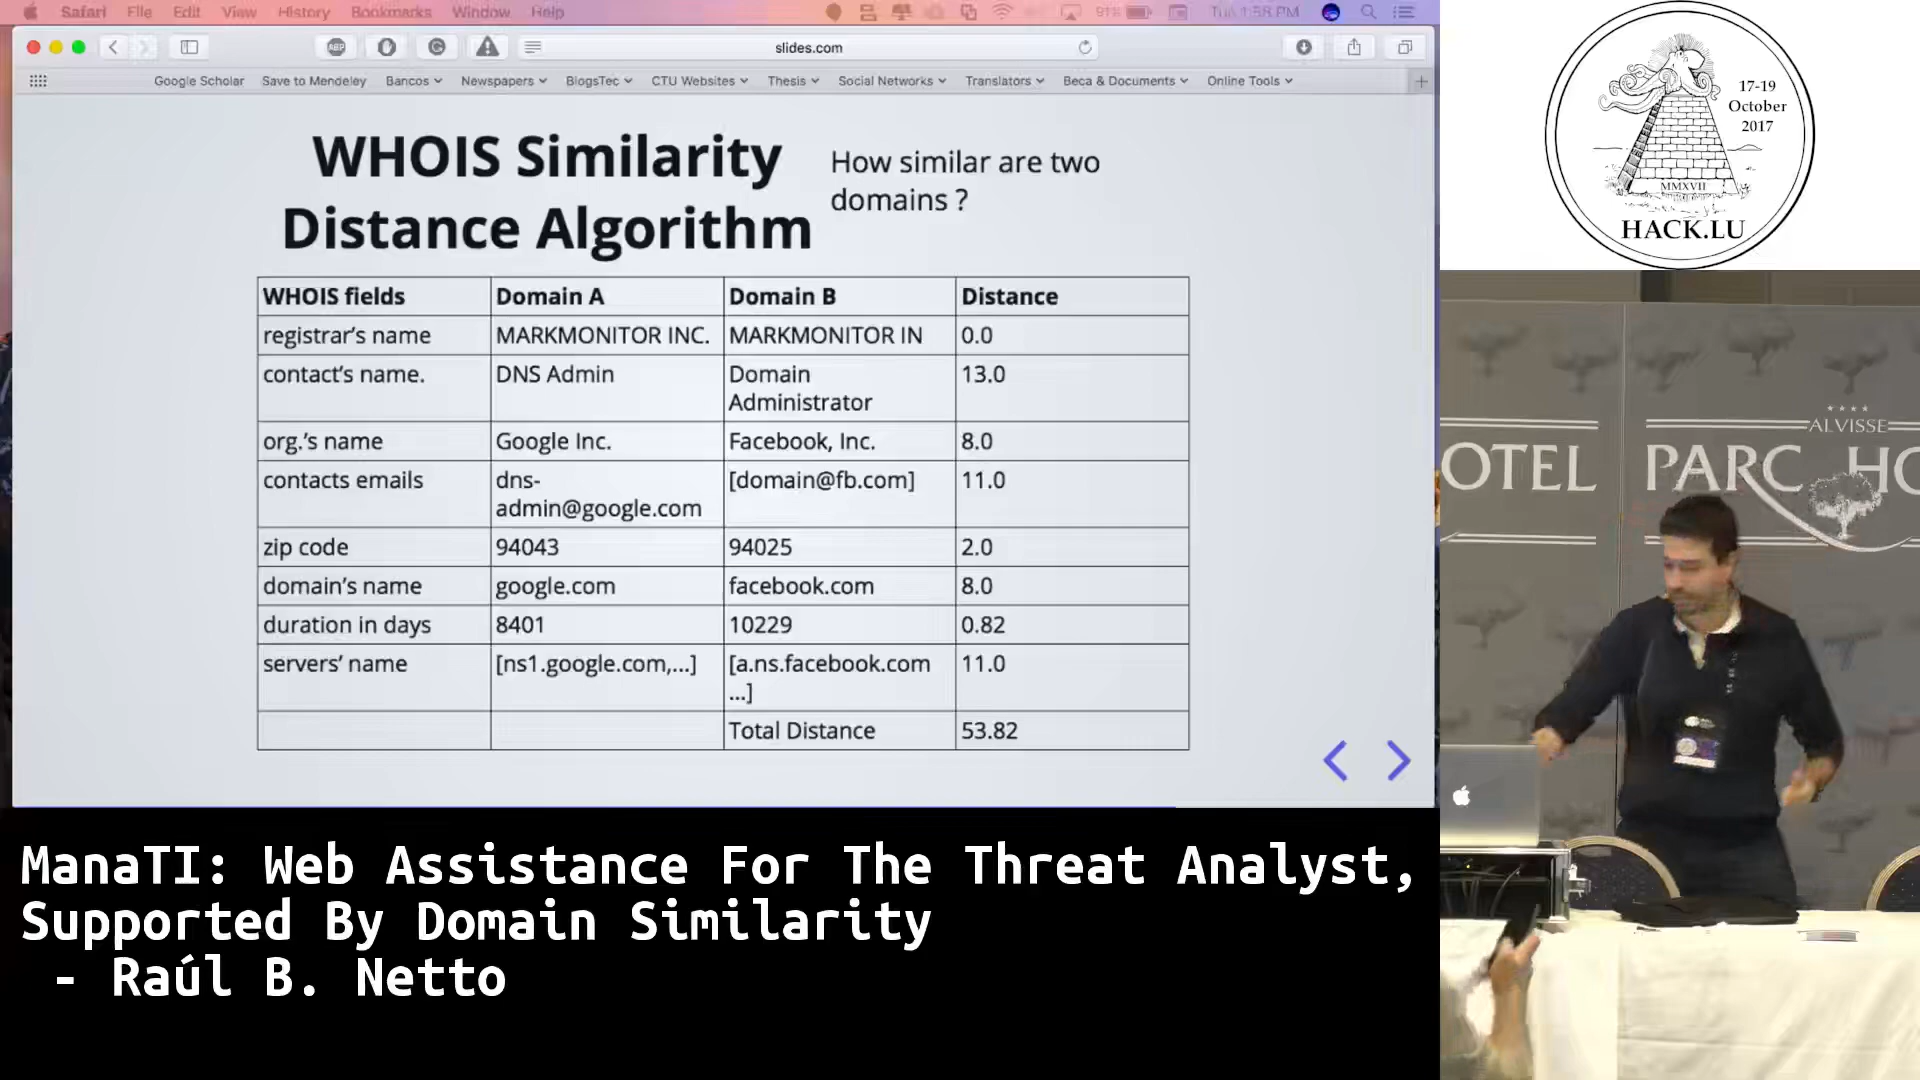 Safari File Edit View History Bookmarks Window Help
91% Tue 1:58 PM
slides.com
Google Scholar Save to Mendeley Bancos Newspapers BlogsTec CTU Websites Thesis Social Networks Translators Beca & Documents Online Tools
WHOIS Similarity
Distance Algorithm
How similar are two
domains ?
WHOIS fields Domain A Domain B Distance
registrar's name MARKMONITOR INC. MARKMONITOR IN 0.0
contact's name. DNS Admin Domain
Administrator 13.0
org.'s name Google Inc. Facebook, Inc. 8.0
contacts emails dns-
admin@google.com [domain@fb.com] 11.0
zip code 94043 94025 2.0
domain's name google.com facebook.com 8.0
duration in days 8401 10229 0.82
servers' name [ns1.google.com,...] [a.ns.facebook.com
...] 11.0
Total Distance 53.82
17-19
October
2017
MMXVII
HACK.LU
ALVISSE
OTEL PARC HO
ManaTI: Web Assistance For The Threat Analyst,
Supported By Domain Similarity
- Raúl B. Netto